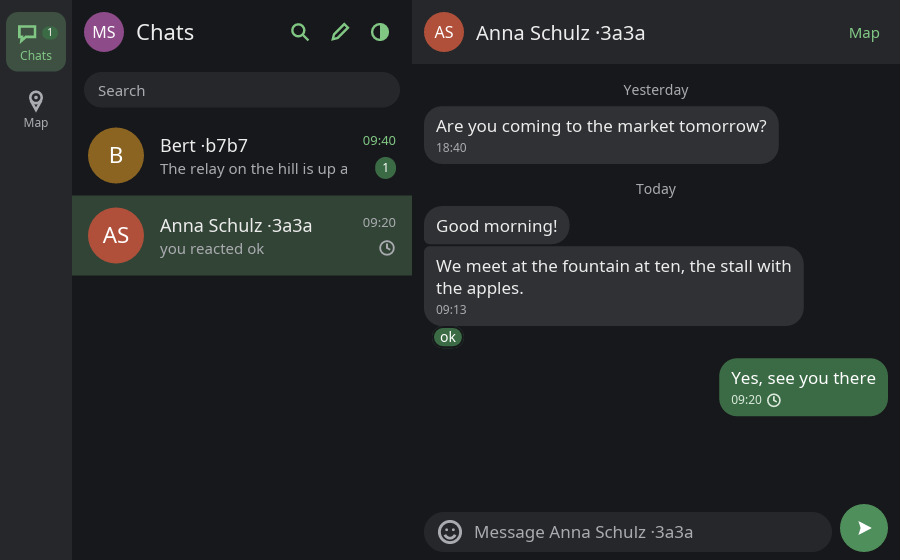 1
Chats
Map
MS
Chats
Search
B
Bert ·b7b7
09:40
The relay on the hill is up a
1
AS
Anna Schulz ·3a3a
09:20
you reacted ok
AS
Anna Schulz ·3a3a
Map
Yesterday
Are you coming to the market tomorrow?
18:40
Today
Good morning!
We meet at the fountain at ten, the stall with
the apples.
09:13
ok
Yes, see you there
09:20
Message Anna Schulz ·3a3a